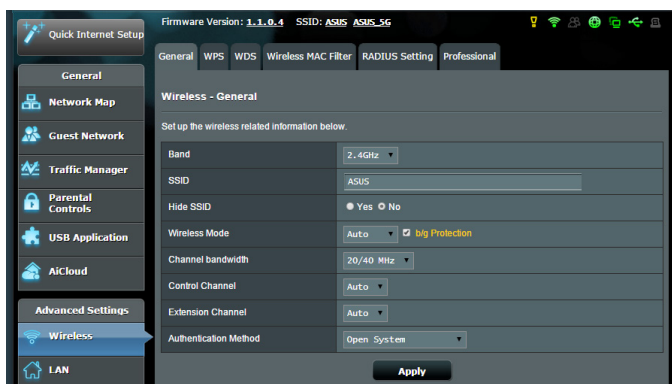 Quick Internet Setup
Firmware Version: 1.1.0.4 SSID: ASUS ASUS_5G
General WPS WDS Wireless MAC Filter RADIUS Setting Professional
General
Network Map
Guest Network
Traffic Manager
Parental Controls
USB Application
AiCloud
Advanced Settings
Wireless
LAN
Wireless - General
Set up the wireless related information below.
Band 2.4GHz
SSID ASUS
Hide SSID Yes No
Wireless Mode Auto b/g Protection
Channel bandwidth 20/40 MHz
Control Channel Auto
Extension Channel Auto
Authentication Method Open System
Apply